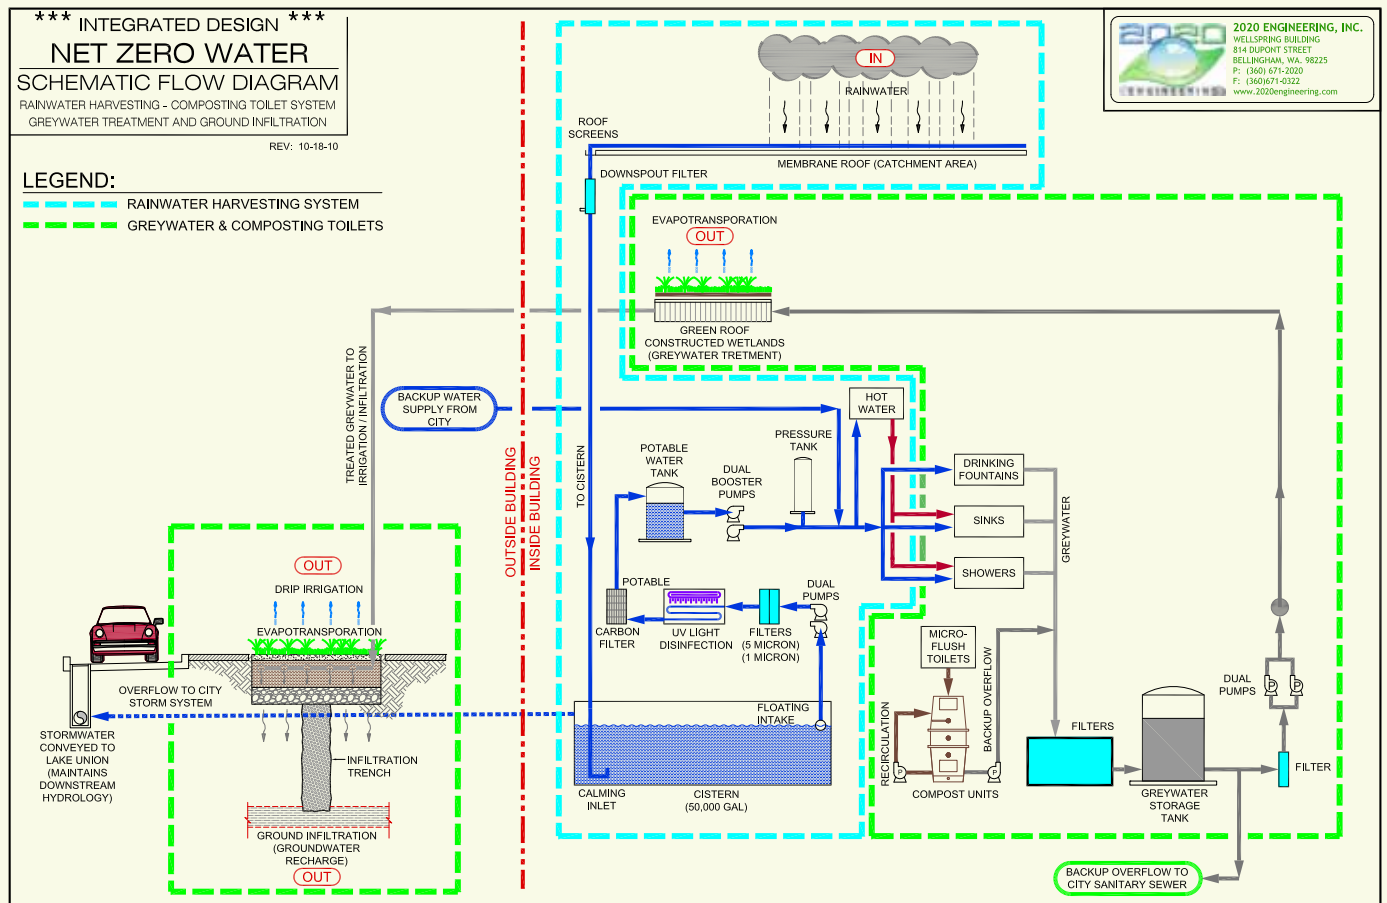 *** INTEGRATED DESIGN ***
NET ZERO WATER
SCHEMATIC FLOW DIAGRAM
RAINWATER HARVESTING - COMPOSTING TOILET SYSTEM
GREYWATER TREATMENT AND GROUND INFILTRATION
REV: 10-18-10
LEGEND:
RAINWATER HARVESTING SYSTEM
GREYWATER & COMPOSTING TOILETS
2020
ENGINEERING
2020 ENGINEERING, INC.
WELLSPRING BUILDING
814 DUPONT STREET
BELLINGHAM, WA. 98225
P: (360) 671-2020
F: (360)671-0322
www.2020engineering.com
IN
RAINWATER
ROOF
SCREENS
MEMBRANE ROOF (CATCHMENT AREA)
DOWNSPOUT FILTER
EVAPOTRANSPORATION
OUT
GREEN ROOF
CONSTRUCTED WETLANDS
(GREYWATER TRETMENT)
TREATED GREYWATER TO
IRRIGATION / INFILTRATION
BACKUP WATER
SUPPLY FROM
CITY
OUTSIDE BUILDING
INSIDE BUILDING
TO CISTERN
HOT
WATER
PRESSURE
TANK
POTABLE
WATER
TANK
DUAL
BOOSTER
PUMPS
DRINKING
FOUNTAINS
SINKS
SHOWERS
GREYWATER
POTABLE
CARBON
FILTER
UV LIGHT
DISINFECTION
FILTERS
(5 MICRON)
(1 MICRON)
DUAL
PUMPS
OUT
DRIP IRRIGATION
EVAPOTRANSPORATION
OVERFLOW TO CITY
STORM SYSTEM
STORMWATER
CONVEYED TO
LAKE UNION
(MAINTAINS
DOWNSTREAM
HYDROLOGY)
INFILTRATION
TRENCH
GROUND INFILTRATION
(GROUNDWATER
RECHARGE)
OUT
FLOATING
INTAKE
CALMING
INLET
CISTERN
(50,000 GAL)
MICRO-
FLUSH
TOILETS
RECIRCULATION
BACKUP OVERFLOW
P
P
COMPOST UNITS
FILTERS
GREYWATER
STORAGE
TANK
DUAL
PUMPS
P
P
FILTER
BACKUP OVERFLOW TO
CITY SANITARY SEWER